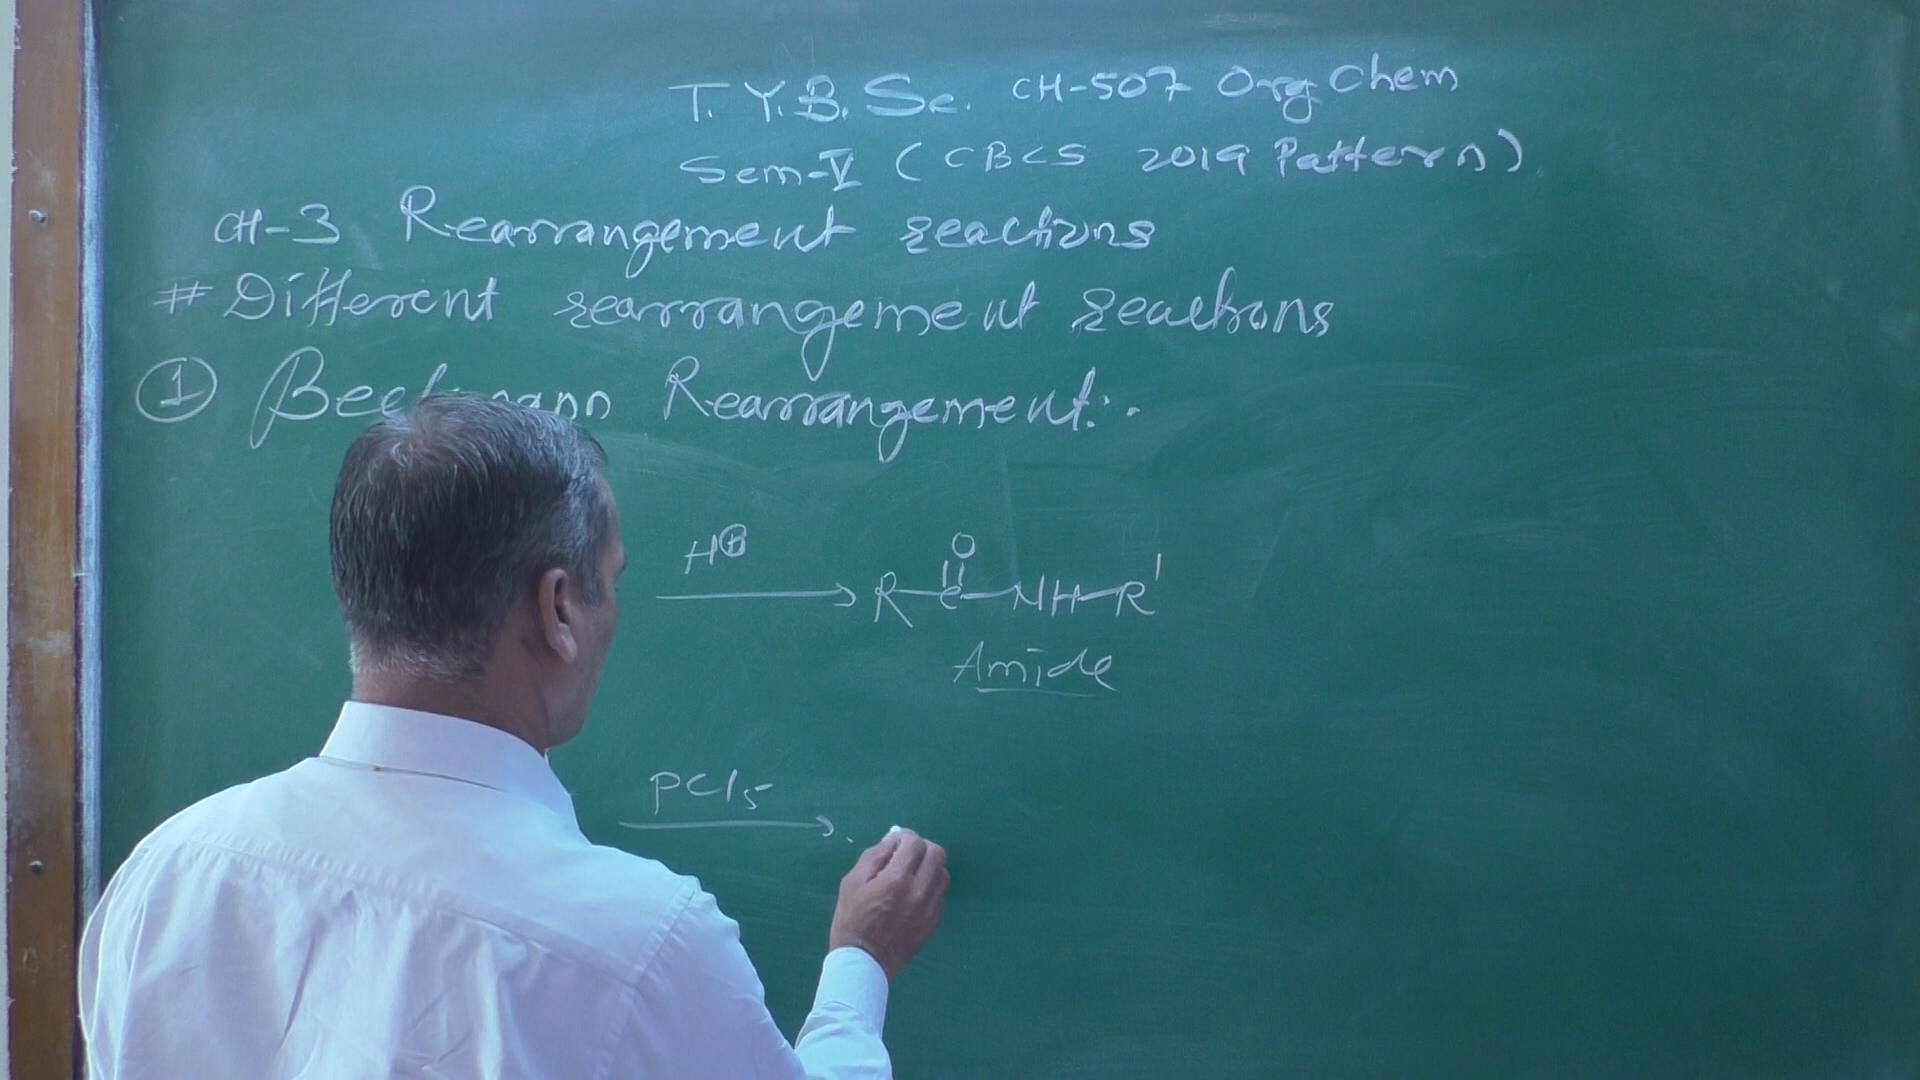 T.Y.B.Sc. CH-507 Org Chem
Sem-V (CBCS 2019 Pattern)
CH-3 Rearrangement reactions
# Different rearrangement reactions
① Rearrangement:-
H⊕
O
R-C-NH-R'
Amide
PCl5